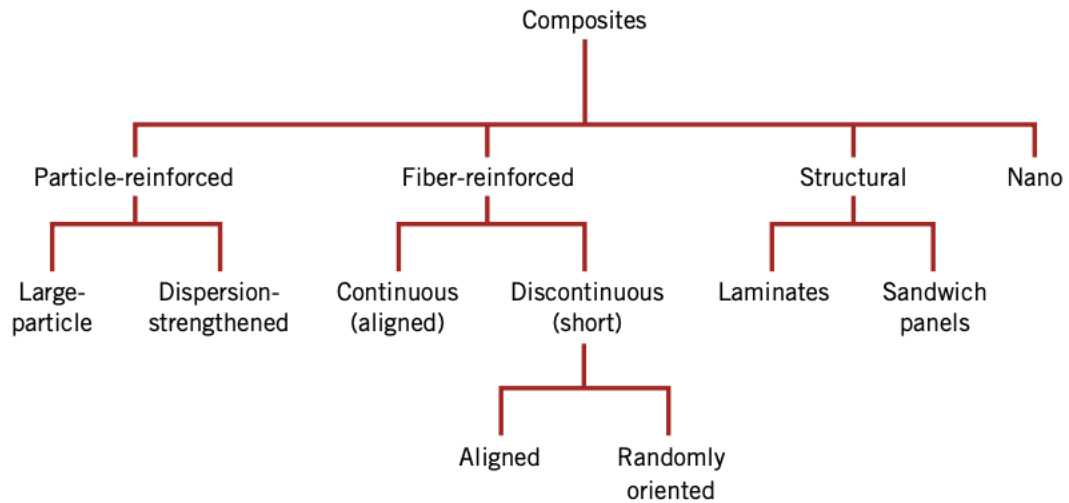 Composites
Particle-reinforced
Fiber-reinforced
Structural
Nano
Large-
particle
Dispersion-
strengthened
Continuous
(aligned)
Discontinuous
(short)
Laminates
Sandwich
panels
Aligned
Randomly
oriented